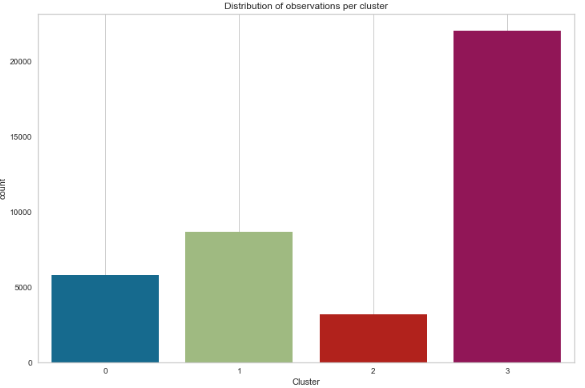 Distribution of observations per cluster
20000
15000
10000
5000
0
count
0 1 2 3
Cluster